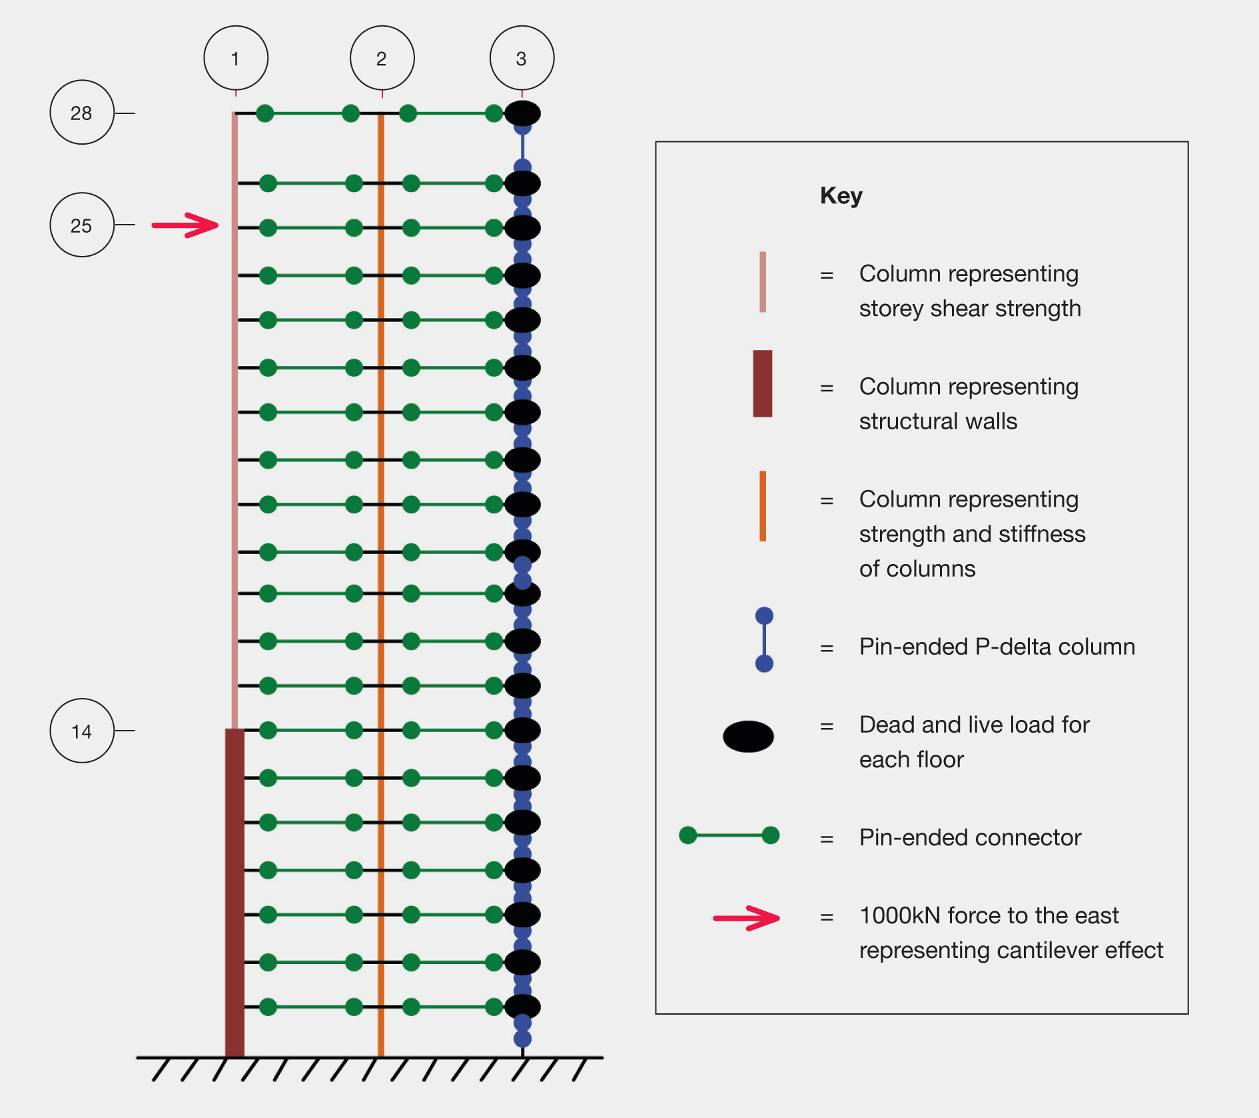 1 2 3
28
25
14
Key
= Column representing
storey shear strength
= Column representing
structural walls
= Column representing
strength and stiffness
of columns
= Pin-ended P-delta column
= Dead and live load for
each floor
= Pin-ended connector
= 1000kN force to the east
representing cantilever effect